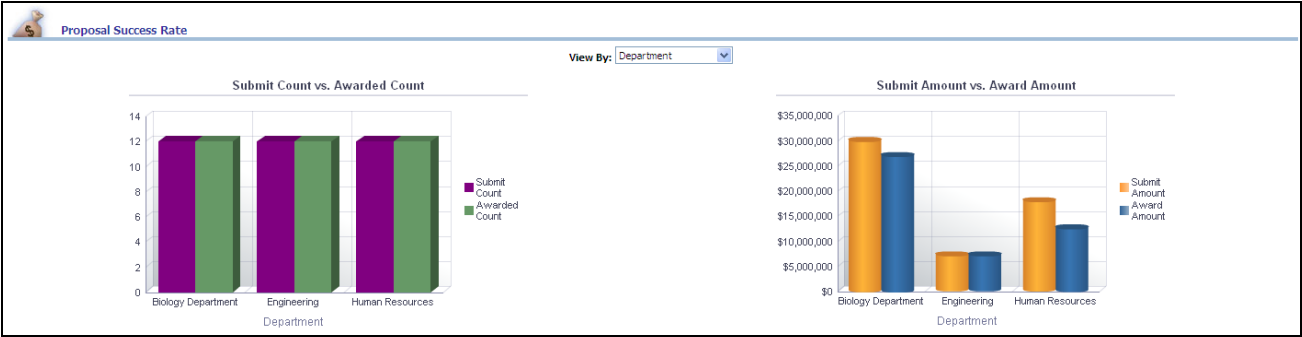 Proposal Success Rate
View By: Department
Submit Count vs. Awarded Count
14
12
10
8
6
4
2
0
Biology Department Engineering Human Resources
Department
Submit
Count
Awarded
Count
Submit Amount vs. Award Amount
$35,000,000
$30,000,000
$25,000,000
$20,000,000
$15,000,000
$10,000,000
$5,000,000
$0
Biology Department Engineering Human Resources
Department
Submit
Amount
Award
Amount